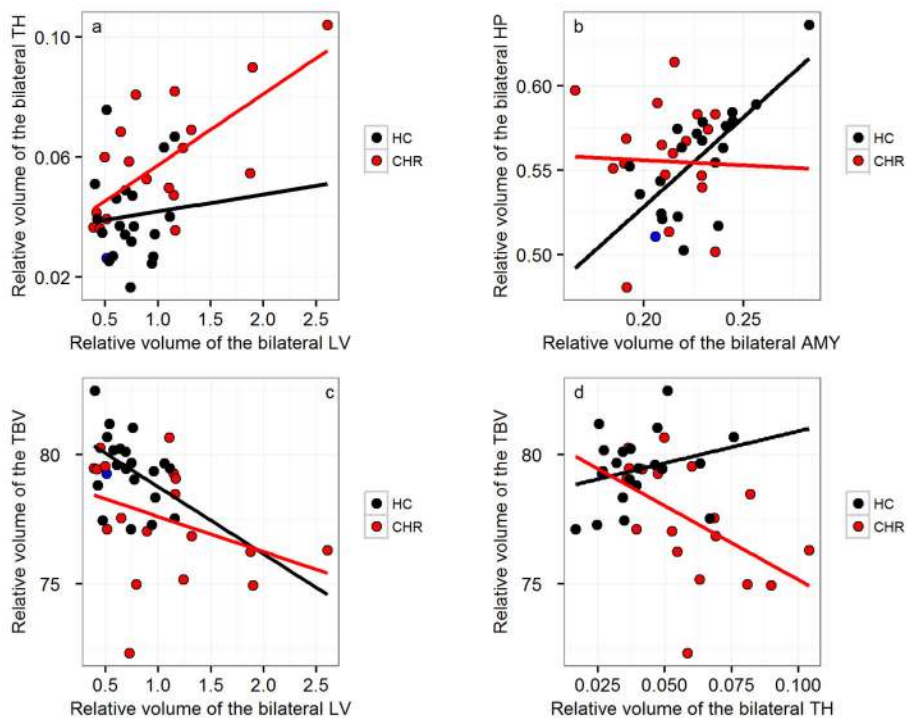 a
Relative volume of the bilateral TH
0.10
0.06
0.02
0.5 1.0 1.5 2.0 2.5
Relative volume of the bilateral LV
HC
CHR
b
Relative volume of the bilateral HP
0.60
0.55
0.50
0.20 0.25
Relative volume of the bilateral AMY
HC
CHR
c
Relative volume of the TBV
80
75
0.5 1.0 1.5 2.0 2.5
Relative volume of the bilateral LV
HC
CHR
d
Relative volume of the TBV
80
75
0.025 0.050 0.075 0.100
Relative volume of the bilateral TH
HC
CHR